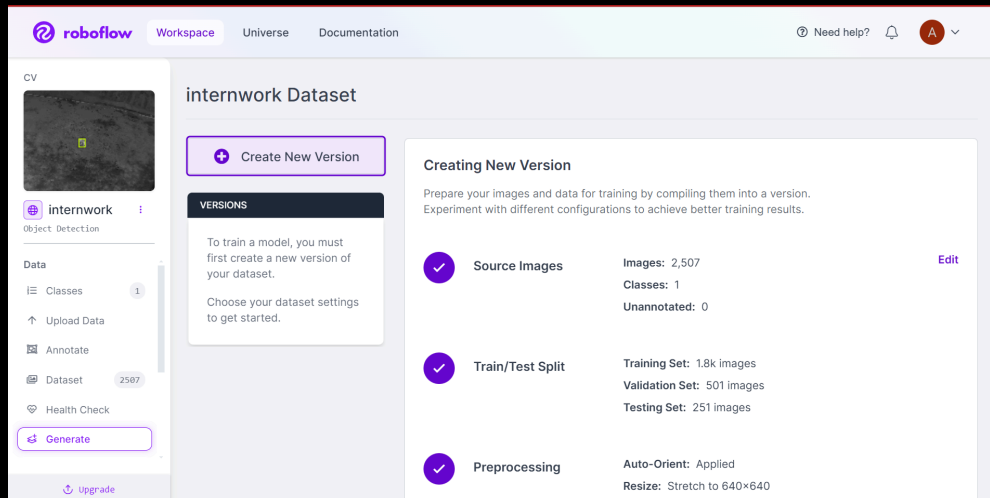 roboflow
Workspace
Universe
Documentation
Need help?
A
CV
internwork
Object Detection
Data
Classes 1
Upload Data
Annotate
Dataset 2507
Health Check
Generate
Upgrade
internwork Dataset
Create New Version
VERSIONS
To train a model, you must
first create a new version of
your dataset.
Choose your dataset settings
to get started.
Creating New Version
Prepare your images and data for training by compiling them into a version.
Experiment with different configurations to achieve better training results.
Source Images
Images: 2,507
Edit
Classes: 1
Unannotated: 0
Train/Test Split
Training Set: 1.8k images
Validation Set: 501 images
Testing Set: 251 images
Preprocessing
Auto-Orient: Applied
Resize: Stretch to 640×640